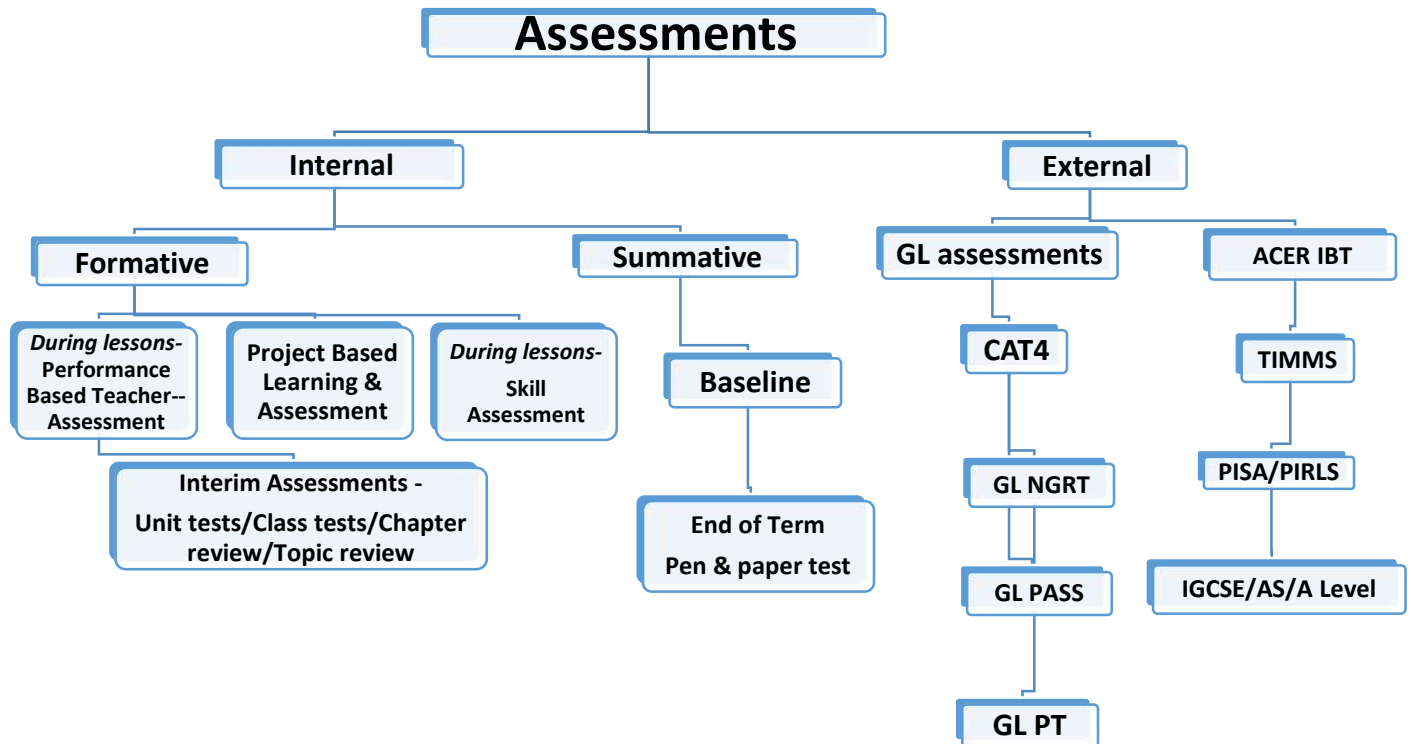 Assessments
Internal
External
Formative
Summative
GL assessments
ACER IBT
During lessons-
Performance
Based Teacher--
Assessment
Project Based
Learning &
Assessment
During lessons-
Skill
Assessment
Baseline
CAT4
TIMMS
Interim Assessments -
Unit tests/Class tests/Chapter
review/Topic review
End of Term
Pen & paper test
GL NGRT
PISA/PIRLS
GL PASS
IGCSE/AS/A Level
GL PT